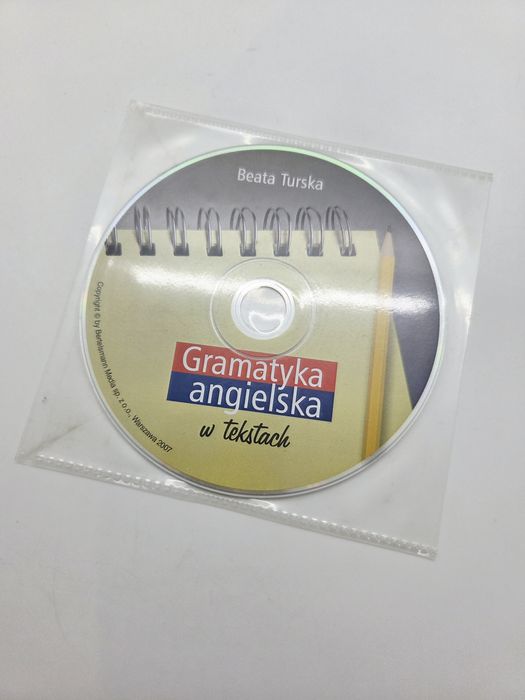 Beata Turska
Gramatyka
angielska
w tekstach
Copyright © by Bertelsmann Media sp. z o.o., Warszawa 2007